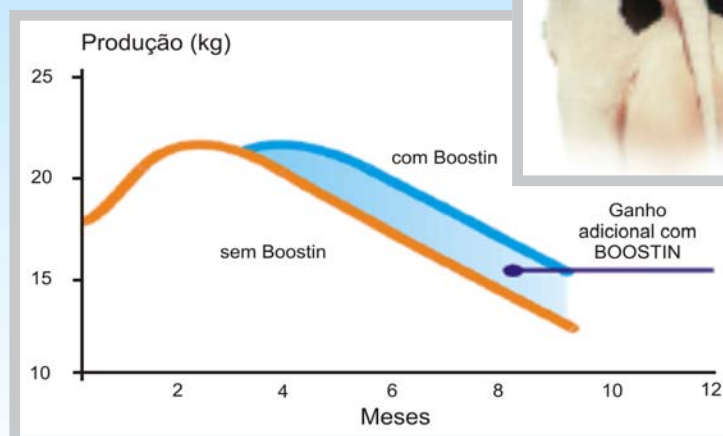 Produção (kg)
25
20
15
10
com Boostin
sem Boostin
Ganho
adicional com
BOOSTIN
2 4 6 8 10 12
Meses